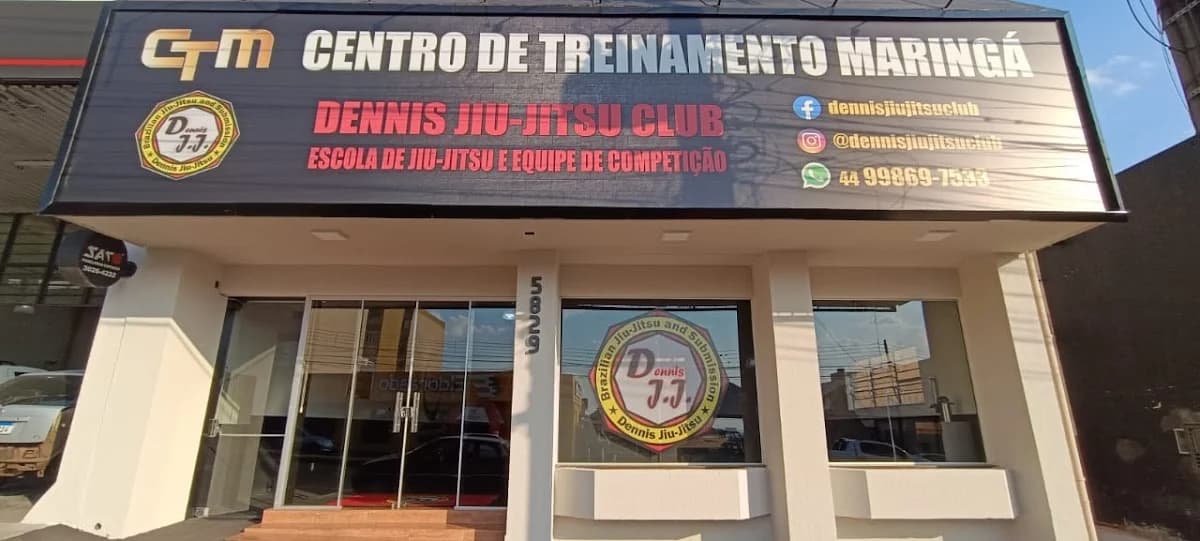 CTM
CENTRO DE TREINAMENTO MARINGÁ
DENNIS JIU-JITSU CLUB
ESCOLA DE JIU-JITSU E EQUIPE DE COMPETIÇÃO
dennisjiujitsuclub
@dennisjiujitsuclub
44 99869-7533
Brazilian Jiu-Jitsu and Submission
Dennis
J.J.
Dennis Jiu-Jitsu
5829
Brazilian Jiu-Jitsu and Submission
Dennis
J.J.
Dennis Jiu-Jitsu